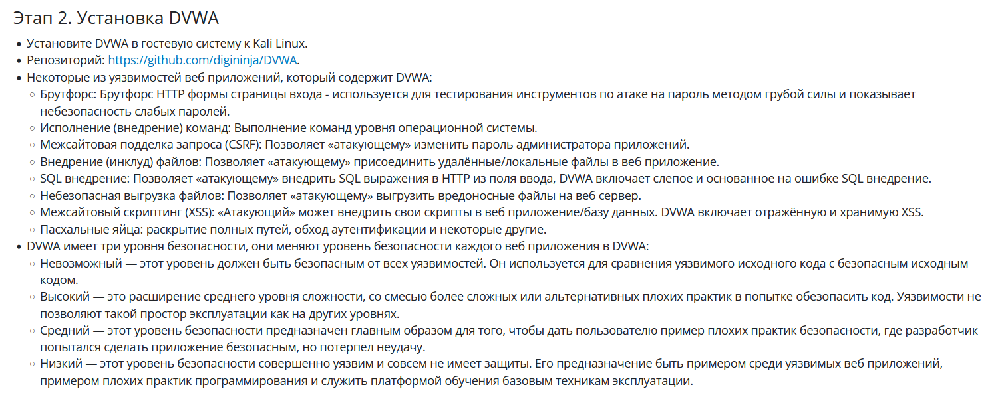 Этап 2. Установка DVWA
• Установите DVWA в гостевую систему к Kali Linux.
• Репозиторий: https://github.com/digininja/DVWA.
• Некоторые из уязвимостей веб приложений, который содержит DVWA:
◦ Брутфорс: Брутфорс HTTP формы страницы входа - используется для тестирования инструментов по атаке на пароль методом грубой силы и показывает
небезопасность слабых паролей.
◦ Исполнение (внедрение) команд: Выполнение команд уровня операционной системы.
◦ Межсайтовая подделка запроса (CSRF): Позволяет «атакующему» изменить пароль администратора приложений.
◦ Внедрение (инклуд) файлов: Позволяет «атакующему» присоединить удалённые/локальные файлы в веб приложение.
◦ SQL внедрение: Позволяет «атакующему» внедрить SQL выражения в HTTP из поля ввода, DVWA включает слепое и основанное на ошибке SQL внедрение.
◦ Небезопасная выгрузка файлов: Позволяет «атакующему» выгрузить вредоносные файлы на веб сервер.
◦ Межсайтовый скриптинг (XSS): «Атакующий» может внедрить свои скрипты в веб приложение/базу данных. DVWA включает отражённую и хранимую XSS.
◦ Пасхальные яйца: раскрытие полных путей, обход аутентификации и некоторые другие.
• DVWA имеет три уровня безопасности, они меняют уровень безопасности каждого веб приложения в DVWA:
◦ Невозможный — этот уровень должен быть безопасным от всех уязвимостей. Он используется для сравнения уязвимого исходного кода с безопасным исходным
кодом.
◦ Высокий — это расширение среднего уровня сложности, со смесью более сложных или альтернативных плохих практик в попытке обезопасить код. Уязвимости не
позволяют такой простор эксплуатации как на других уровнях.
◦ Средний — этот уровень безопасности предназначен главным образом для того, чтобы дать пользователю пример плохих практик безопасности, где разработчик
попытался сделать приложение безопасным, но потерпел неудачу.
◦ Низкий — этот уровень безопасности совершенно уязвим и совсем не имеет защиты. Его предназначение быть примером среди уязвимых веб приложений,
примером плохих практик программирования и служить платформой обучения базовым техникам эксплуатации.